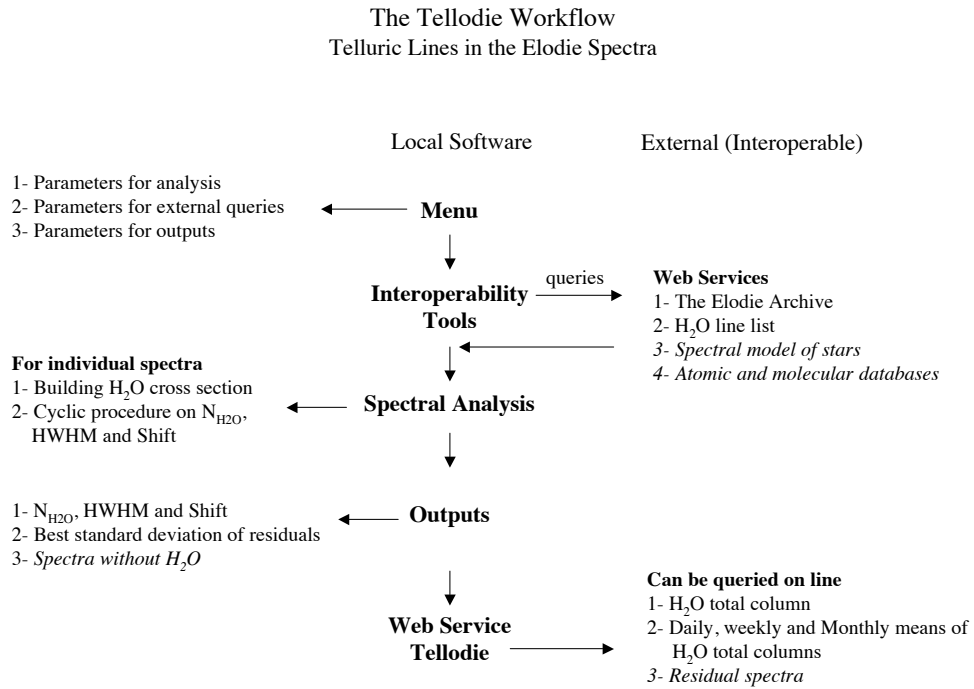 The Tellodie Workflow
Telluric Lines in the Elodie Spectra
Local Software
External (Interoperable)
1- Parameters for analysis
2- Parameters for external queries
3- Parameters for outputs
Menu
Interoperability
Tools
queries
Web Services
1- The Elodie Archive
2- H₂O line list
3- Spectral model of stars
4- Atomic and molecular databases
For individual spectra
1- Building H₂O cross section
2- Cyclic procedure on N_H2O,
HWHM and Shift
Spectral Analysis
1- N_H2O, HWHM and Shift
2- Best standard deviation of residuals
3- Spectra without H₂O
Outputs
Web Service
Tellodie
Can be queried on line
1- H₂O total column
2- Daily, weekly and Monthly means of
H₂O total columns
3- Residual spectra